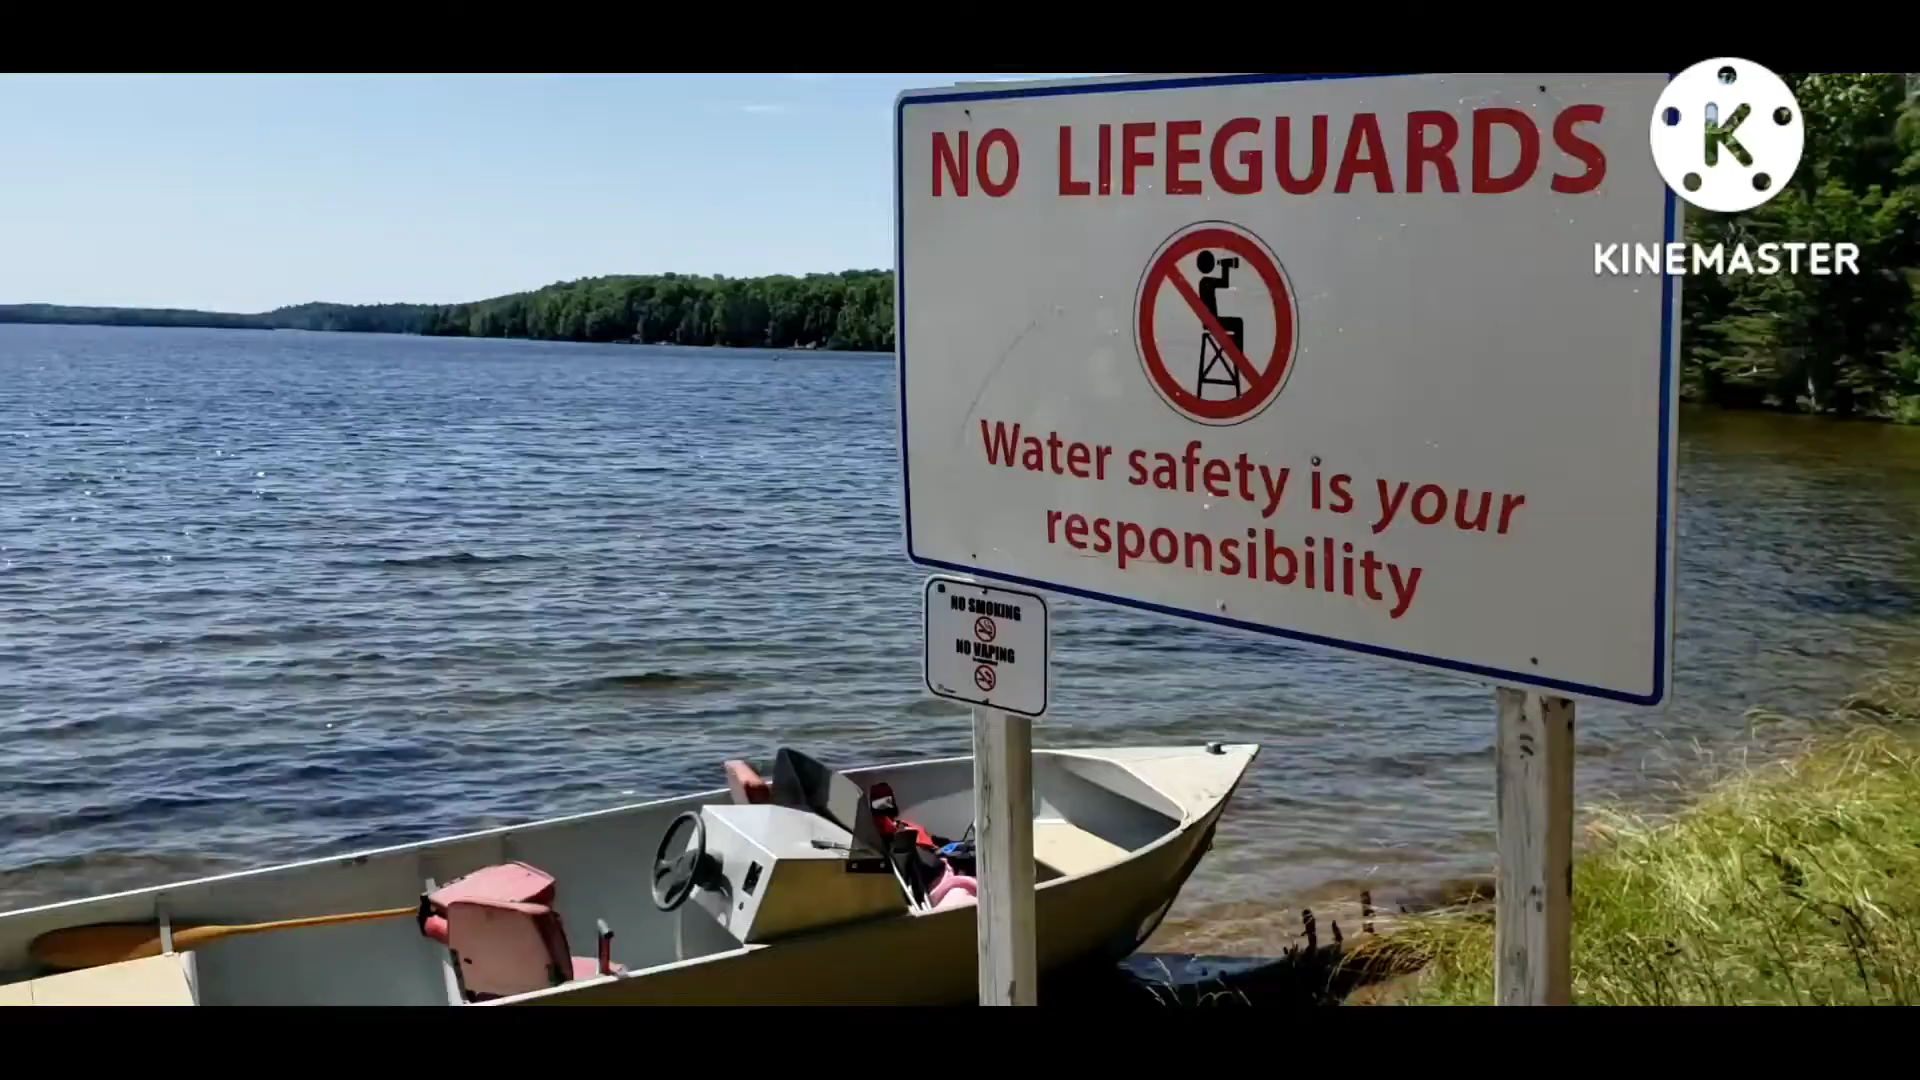 NO LIFEGUARDS
K
KINEMASTER
Water safety is your
responsibility
NO SMOKING
NO VAPING